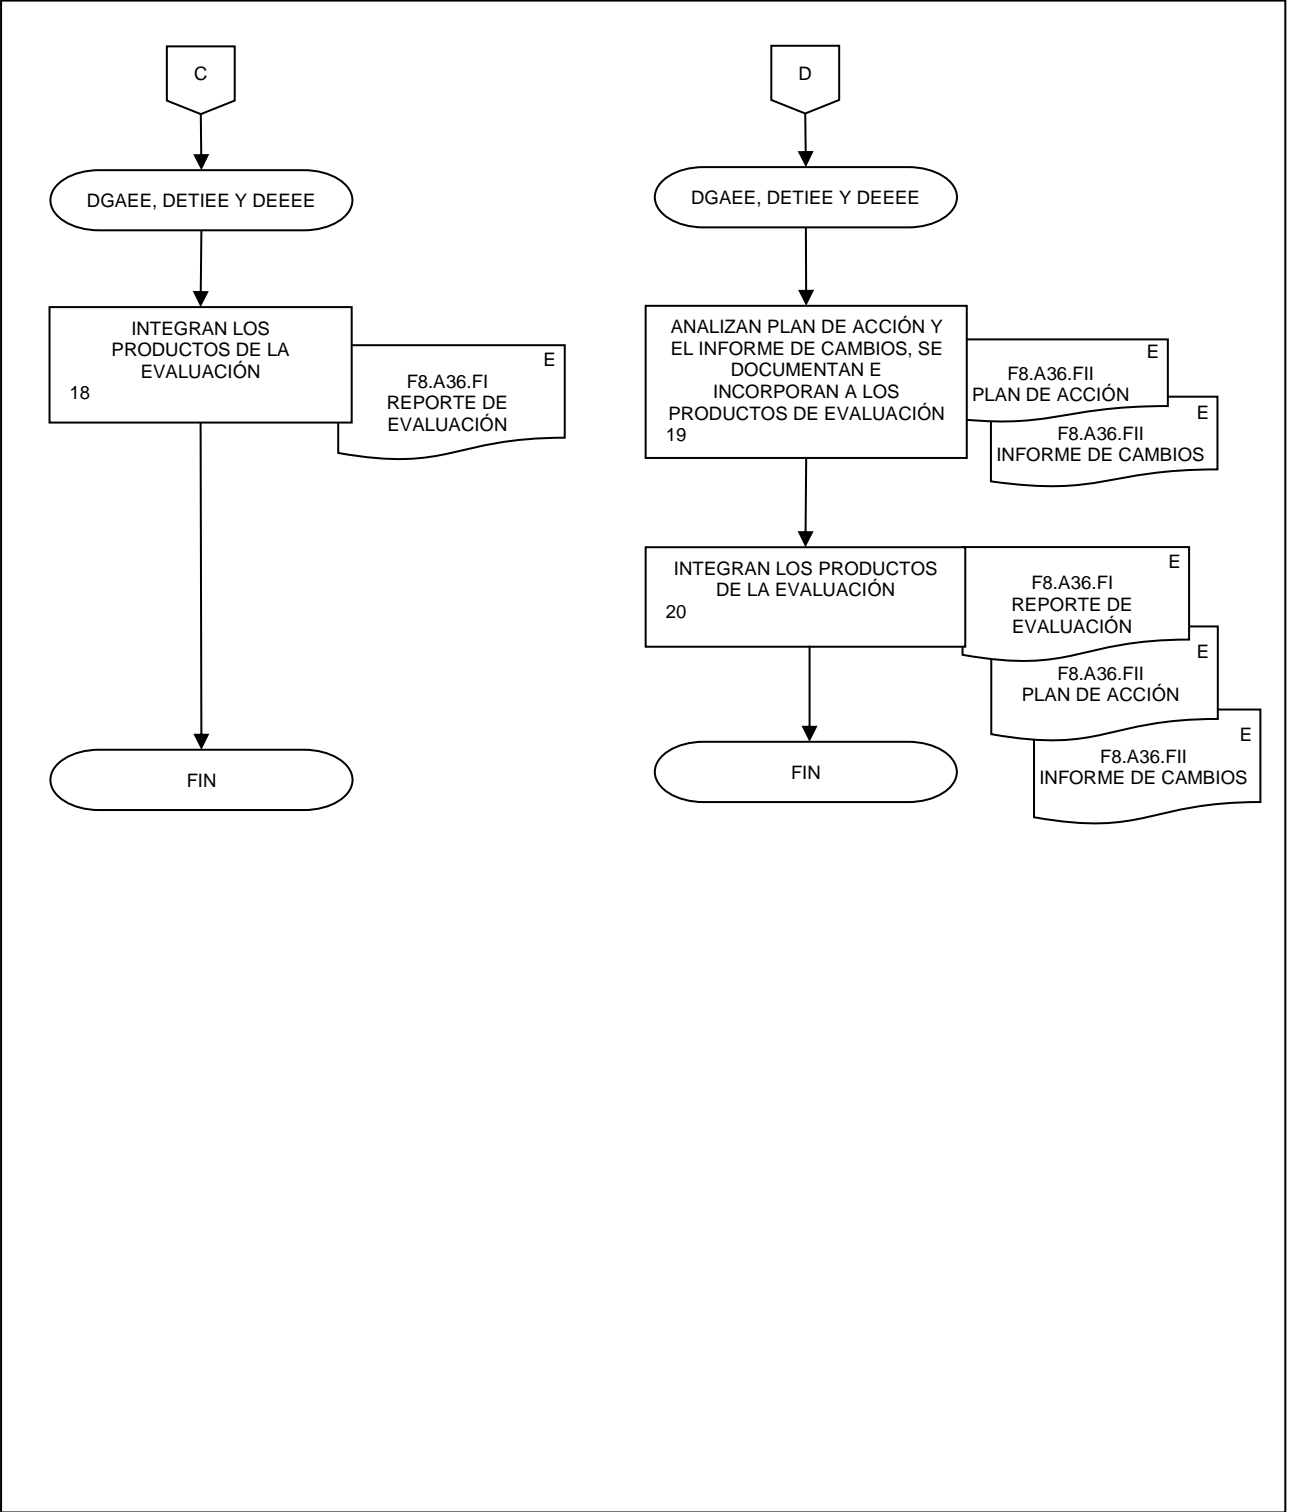 C
DGAEE, DETIEE Y DEEEE
INTEGRAN LOS
PRODUCTOS DE LA
EVALUACIÓN
18
E
F8.A36.FI
REPORTE DE
EVALUACIÓN
FIN
D
DGAEE, DETIEE Y DEEEE
ANALIZAN PLAN DE ACCIÓN Y
EL INFORME DE CAMBIOS, SE
DOCUMENTAN E
INCORPORAN A LOS
PRODUCTOS DE EVALUACIÓN
19
E
F8.A36.FII
PLAN DE ACCIÓN
E
F8.A36.FII
INFORME DE CAMBIOS
INTEGRAN LOS PRODUCTOS
DE LA EVALUACIÓN
20
E
F8.A36.FI
REPORTE DE
EVALUACIÓN
E
F8.A36.FII
PLAN DE ACCIÓN
E
F8.A36.FII
INFORME DE CAMBIOS
FIN